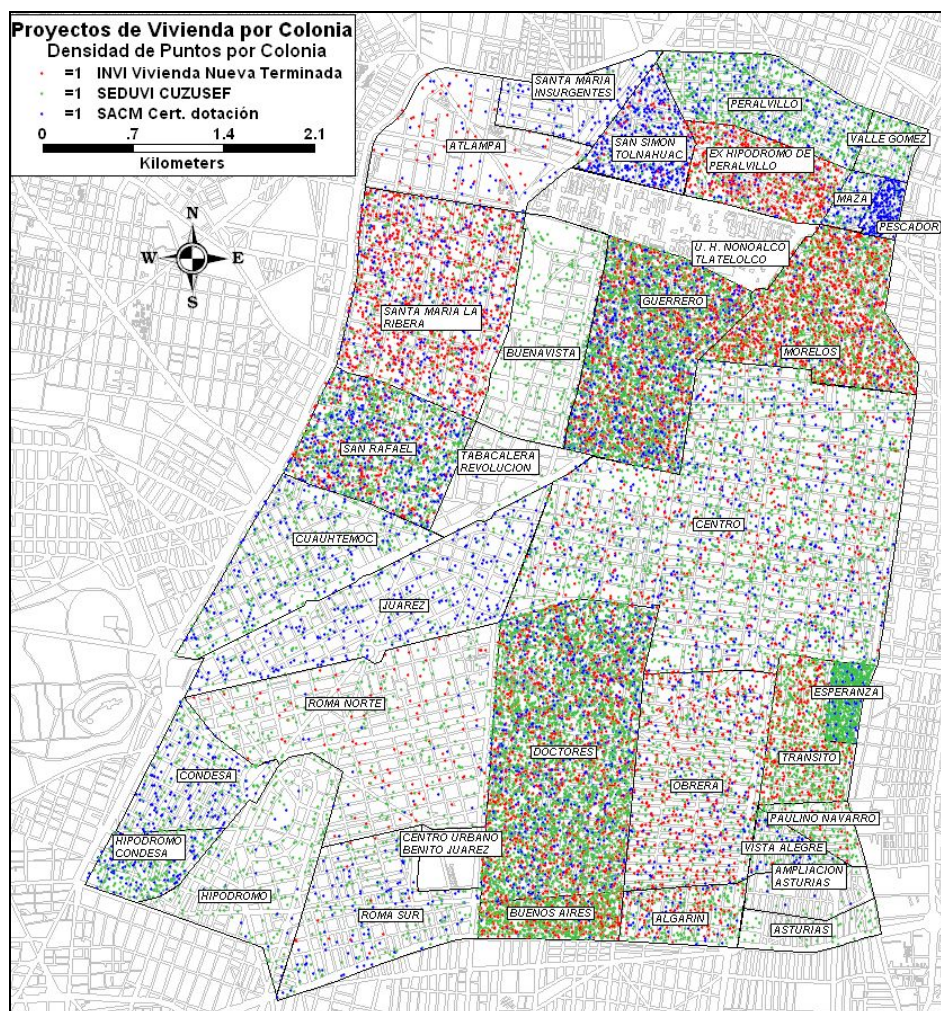 Proyectos de Vivienda por Colonia
Densidad de Puntos por Colonia
=1 INVI Vivienda Nueva Terminada
=1 SEDUVI CUZUSEF
=1 SACM Cert. dotación
0 .7 1.4 2.1
Kilometers
N
W E
S
SANTA MARIA
INSURGENTES
PERALVILLO
VALLE GOMEZ
ATLAMPA
SAN SIMON
TOLNAHUAC
EX HIPODROMO DE
PERALVILLO
MAZA
PESCADOR
U. H. NONOALCO
TLATELOLCO
GUERRERO
SANTA MARIA LA
RIBERA
BUENAVISTA
MORELOS
SAN RAFAEL
TABACALERA
REVOLUCION
CENTRO
CUAUHTEMOC
JUAREZ
ESPERANZA
ROMA NORTE
DOCTORES
TRANSITO
CONDESA
OBRERA
PAULINO NAVARRO
HIPODROMO
CONDESA
CENTRO URBANO
BENITO JUAREZ
VISTA ALEGRE
AMPLIACION
ASTURIAS
HIPODROMO
ROMA SUR
BUENOS AIRES
ALGARIN
ASTURIAS